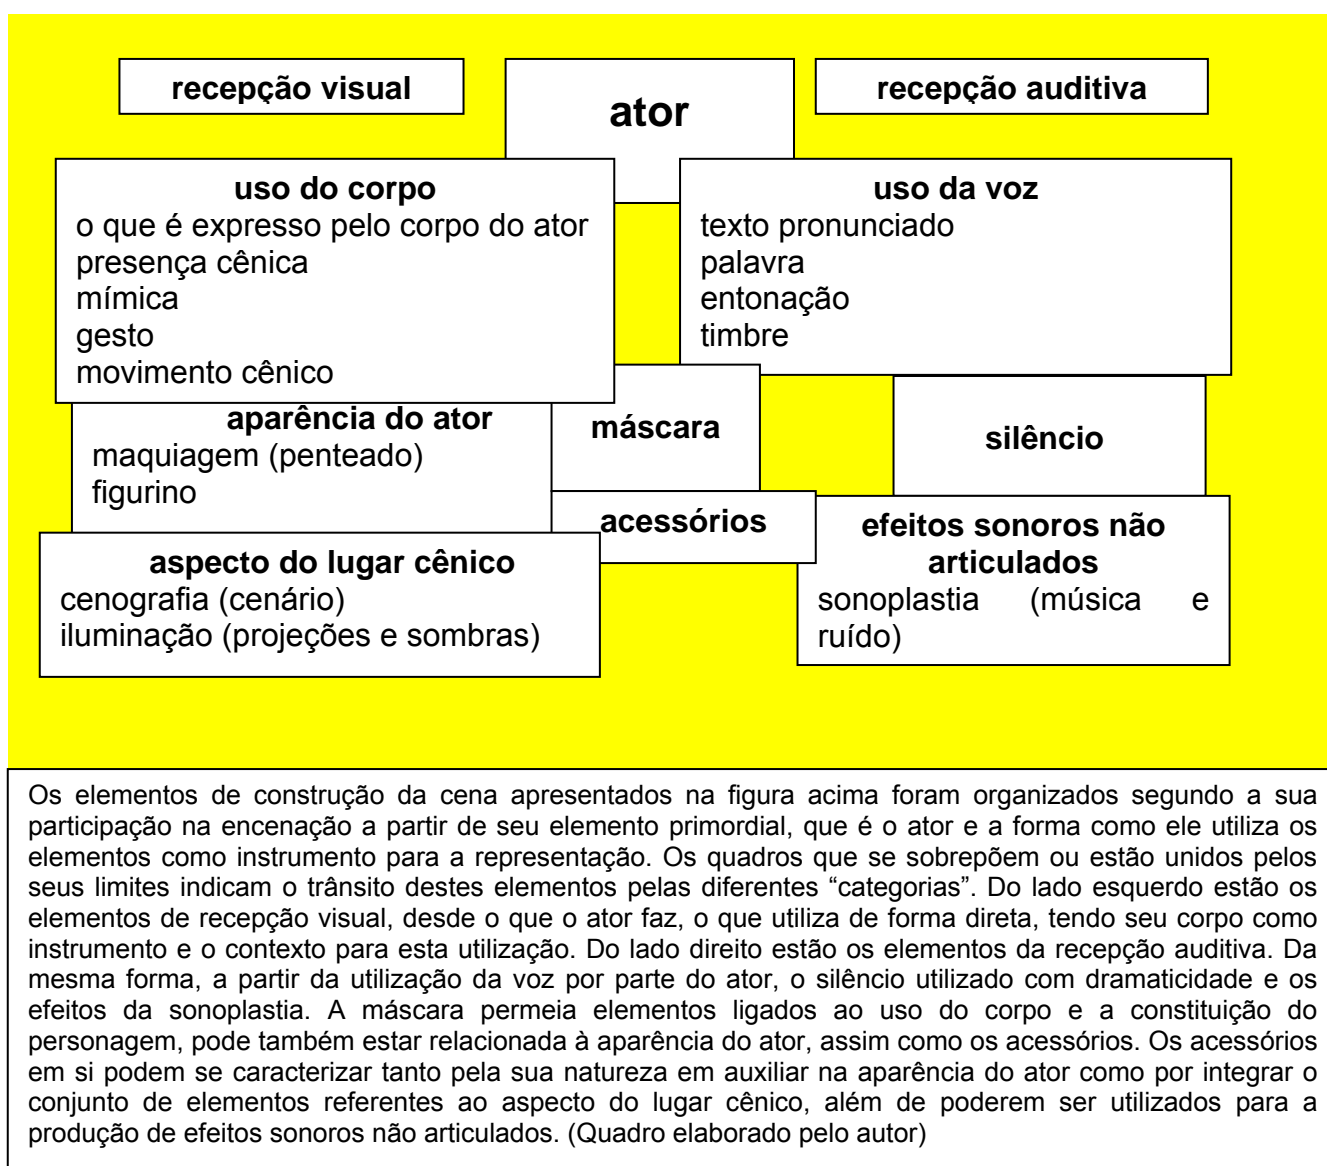 recepção visual
ator
recepção auditiva
uso do corpo
o que é expresso pelo corpo do ator
presença cênica
mímica
gesto
movimento cênico
uso da voz
texto pronunciado
palavra
entonação
timbre
aparência do ator
maquiagem (penteado)
figurino
máscara
silêncio
acessórios
aspecto do lugar cênico
cenografia (cenário)
iluminação (projeções e sombras)
efeitos sonoros não
articulados
sonoplastia (música e
ruído)
Os elementos de construção da cena apresentados na figura acima foram organizados segundo a sua
participação na encenação a partir de seu elemento primordial, que é o ator e a forma como ele utiliza os
elementos como instrumento para a representação. Os quadros que se sobrepõem ou estão unidos pelos
seus limites indicam o trânsito destes elementos pelas diferentes “categorias”. Do lado esquerdo estão os
elementos de recepção visual, desde o que o ator faz, o que utiliza de forma direta, tendo seu corpo como
instrumento e o contexto para esta utilização. Do lado direito estão os elementos da recepção auditiva. Da
mesma forma, a partir da utilização da voz por parte do ator, o silêncio utilizado com dramaticidade e os
efeitos da sonoplastia. A máscara permeia elementos ligados ao uso do corpo e a constituição do
personagem, pode também estar relacionada à aparência do ator, assim como os acessórios. Os acessórios
em si podem se caracterizar tanto pela sua natureza em auxiliar na aparência do ator como por integrar o
conjunto de elementos referentes ao aspecto do lugar cênico, além de poderem ser utilizados para a
produção de efeitos sonoros não articulados. (Quadro elaborado pelo autor)